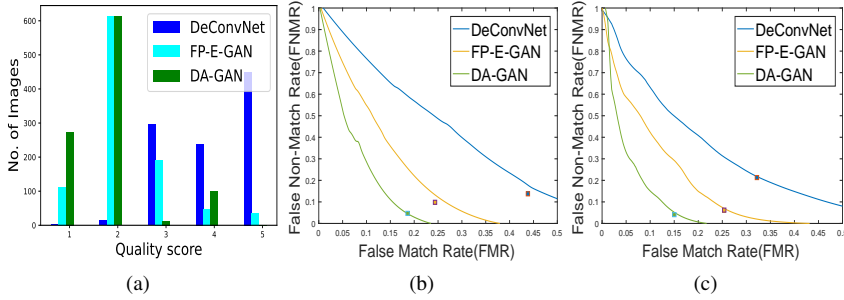 No. of Images
600
500
400
300
200
100
0
1 2 3 4 5
Quality score
DeConvNet
FP-E-GAN
DA-GAN
(a)
False Non-Match Rate(FNMR)
1
0.9
0.8
0.7
0.6
0.5
0.4
0.3
0.2
0.1
0
0 0.05 0.1 0.15 0.2 0.25 0.3 0.35 0.4 0.45 0.5
False Match Rate(FMR)
DeConvNet
FP-E-GAN
DA-GAN
(b)
False Non-Match Rate(FNMR)
1
0.9
0.8
0.7
0.6
0.5
0.4
0.3
0.2
0.1
0
0 0.05 0.1 0.15 0.2 0.25 0.3 0.35 0.4 0.45 0.5
False Match Rate(FMR)
DeConvNet
FP-E-GAN
DA-GAN
(c)